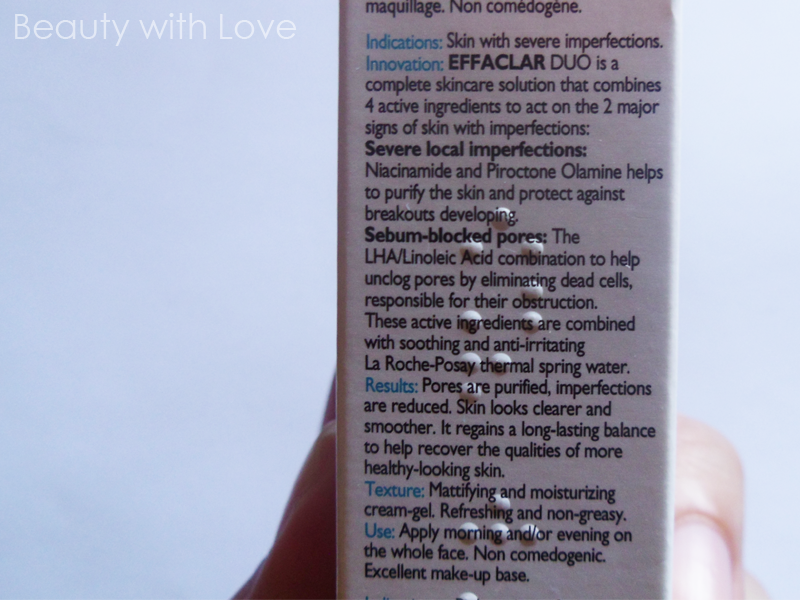 Beauty with Love
maquillage. Non comédogène.
Indications: Skin with severe imperfections.
Innovation: EFFACLAR DUO is a
complete skincare solution that combines
4 active ingredients to act on the 2 major
signs of skin with imperfections:
Severe local imperfections:
Niacinamide and Piroctone Olamine helps
to purify the skin and protect against
breakouts developing.
Sebum-blocked pores: The
LHA/Linoleic Acid combination to help
unclog pores by eliminating dead cells,
responsible for their obstruction.
These active ingredients are combined
with soothing and anti-irritating
La Roche-Posay thermal spring water.
Results: Pores are purified, imperfections
are reduced. Skin looks clearer and
smoother. It regains a long-lasting balance
to help recover the qualities of more
healthy-looking skin.
Texture: Mattifying and moisturizing
cream-gel. Refreshing and non-greasy.
Use: Apply morning and/or evening on
the whole face. Non comedogenic.
Excellent make-up base.